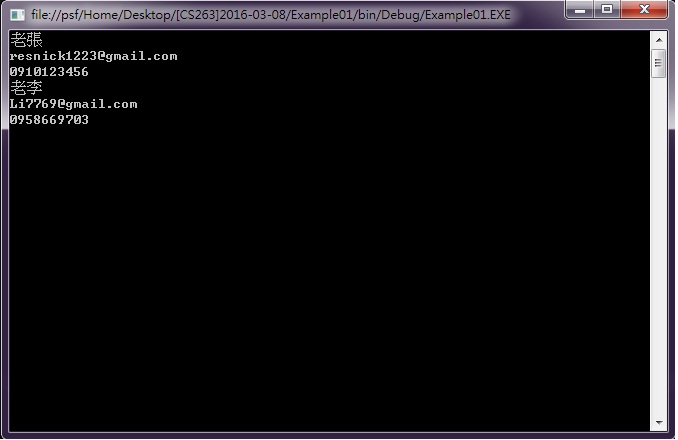 file://psf/Home/Desktop/[CS263]2016-03-08/Example01/bin/Debug/Example01.EXE
老張
resnick1223@gmail.com
0910123456
老李
Li7769@gmail.com
0958669703